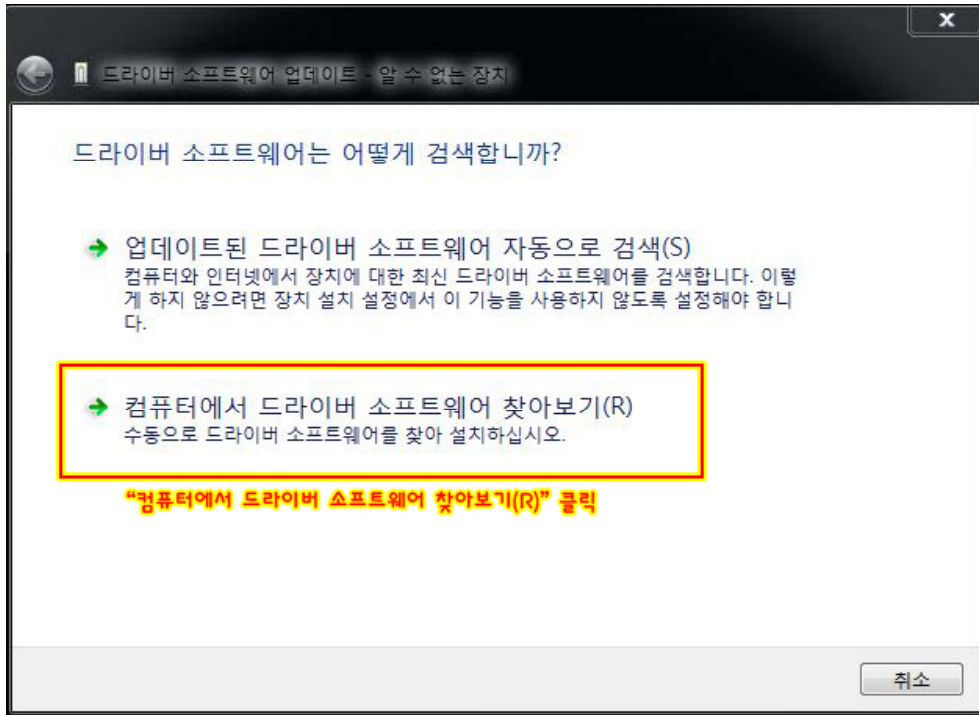 x
드라이버 소프트웨어 업데이트 - 알 수 없는 장치
드라이버 소프트웨어는 어떻게 검색합니까?
업데이트된 드라이버 소프트웨어 자동으로 검색(S)
컴퓨터와 인터넷에서 장치에 대한 최신 드라이버 소프트웨어를 검색합니다. 이렇
게 하지 않으려면 장치 설치 설정에서 이 기능을 사용하지 않도록 설정해야 합니
다.
컴퓨터에서 드라이버 소프트웨어 찾아보기(R)
수동으로 드라이버 소프트웨어를 찾아 설치하십시오.
“컴퓨터에서 드라이버 소프트웨어 찾아보기(R)” 클릭
취소